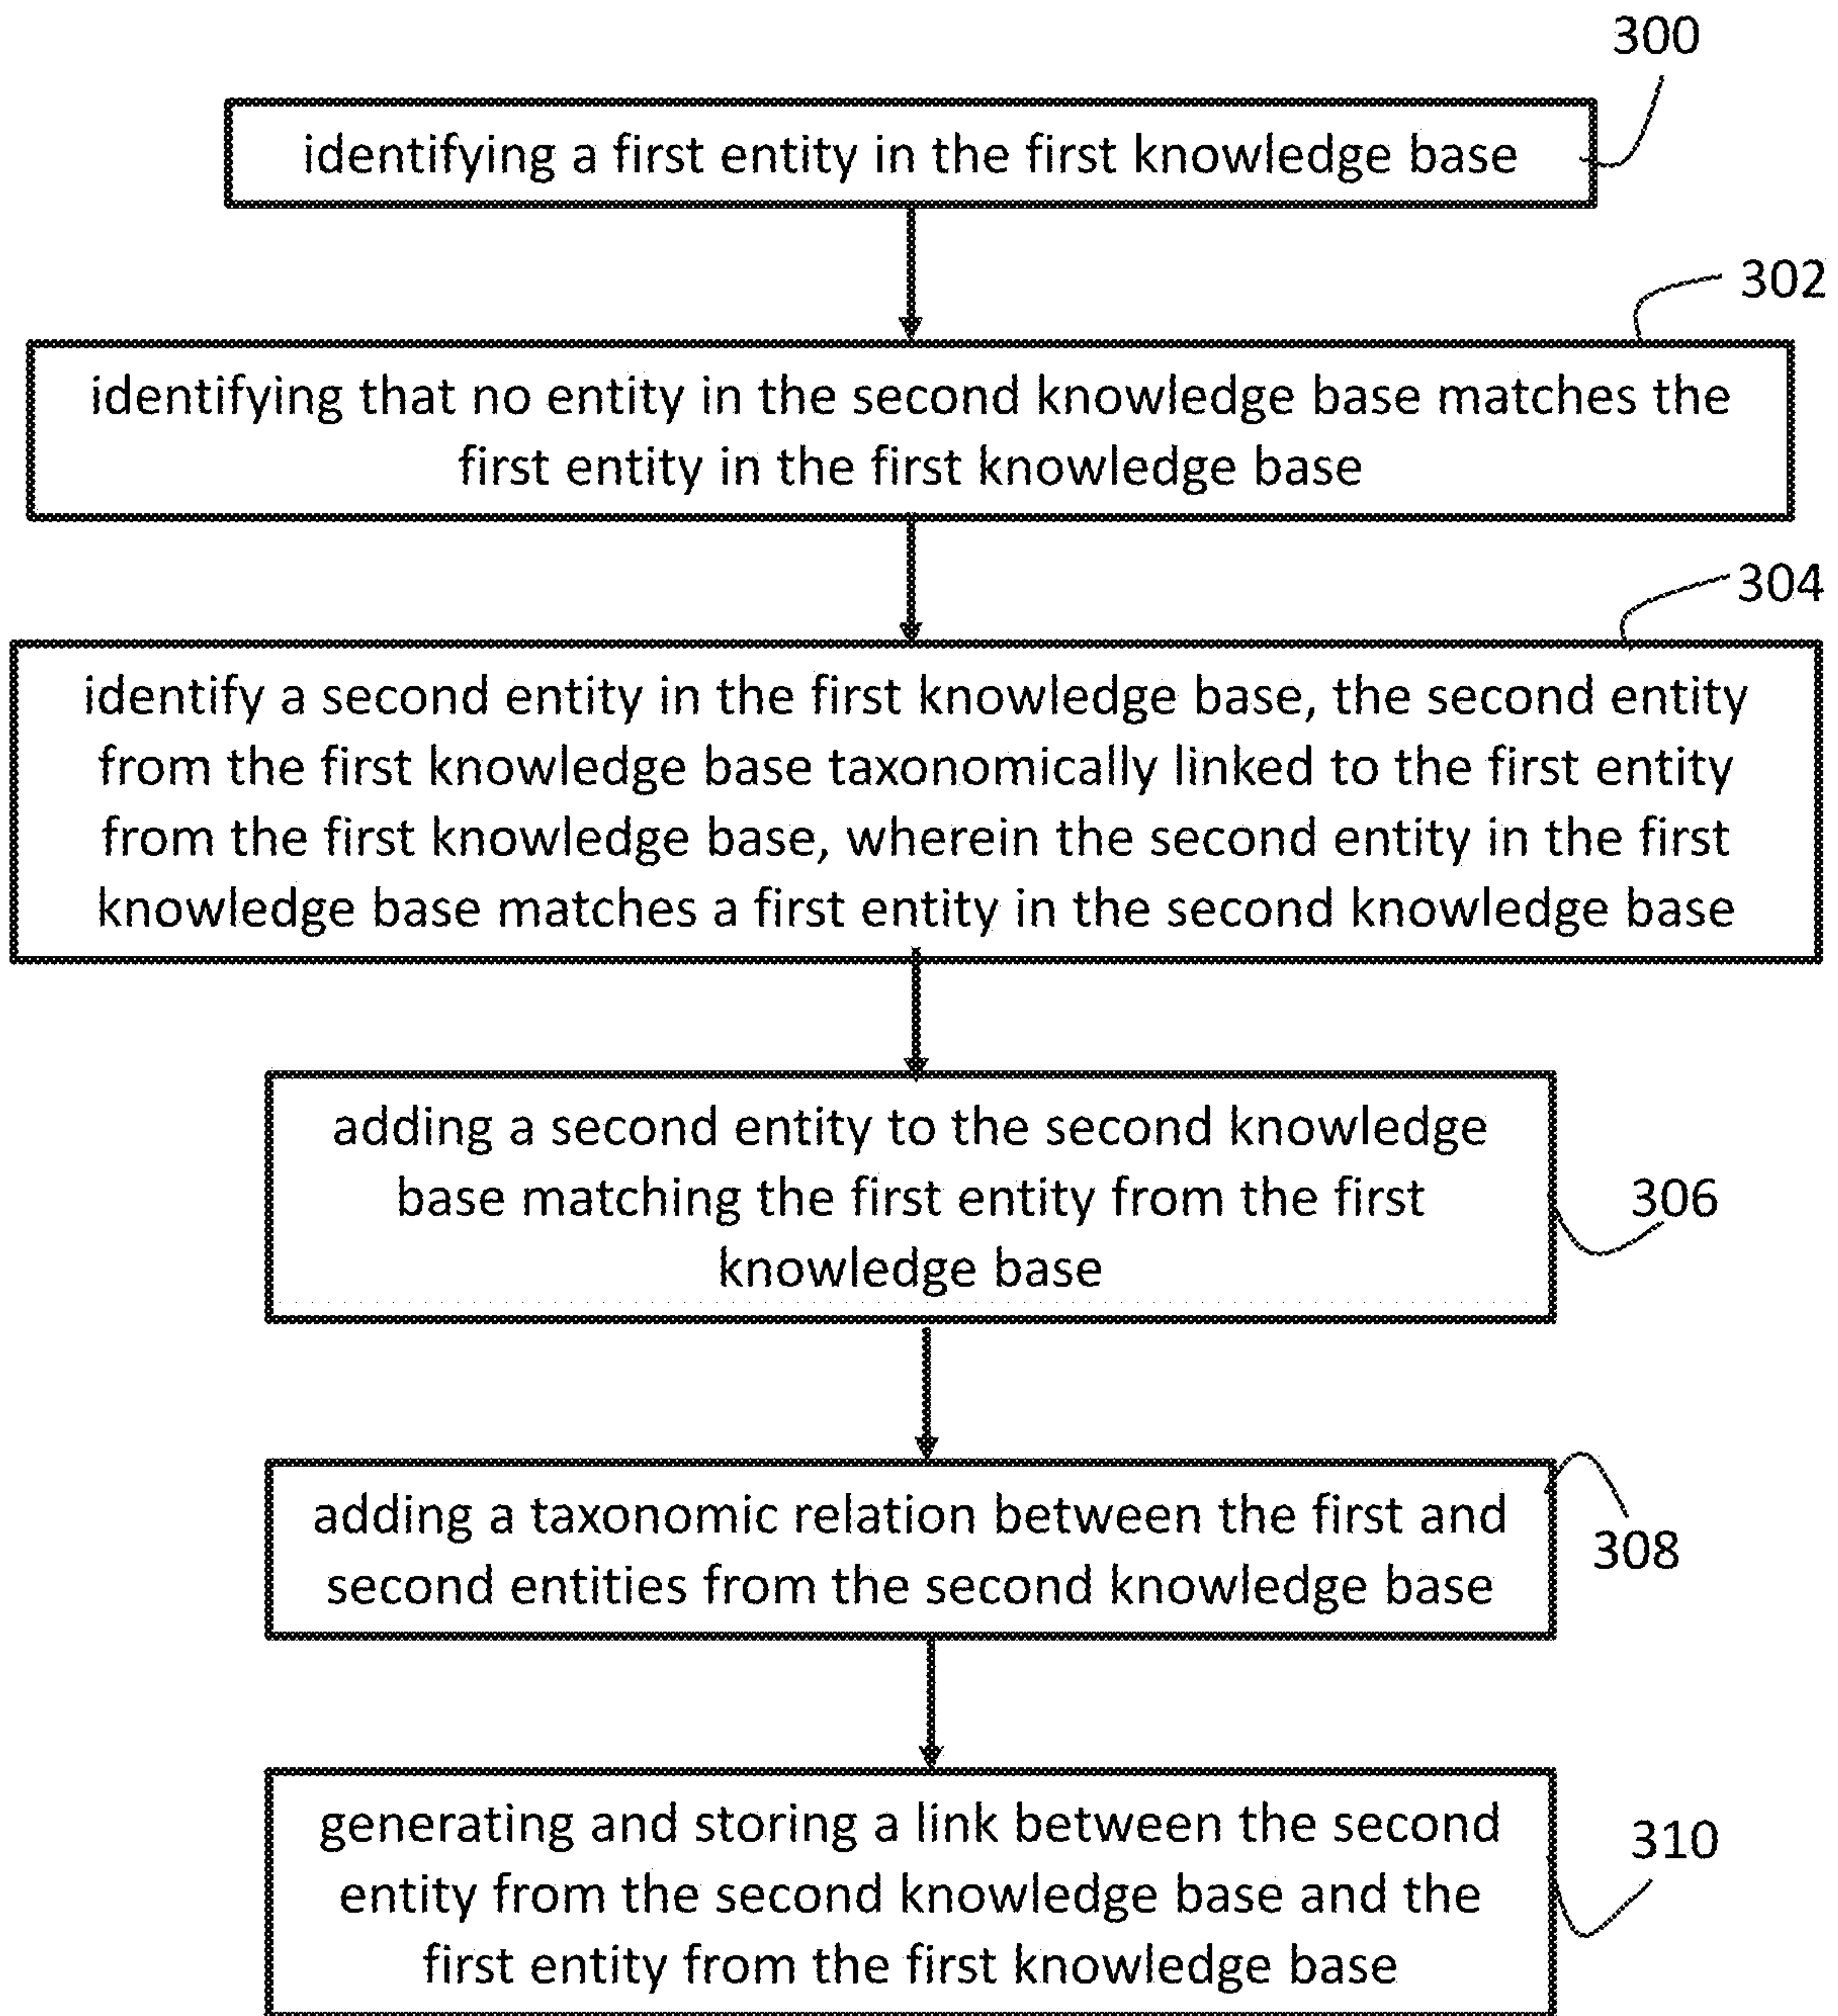 300
identifying a first entity in the first knowledge base
302
identifying that no entity in the second knowledge base matches the
first entity in the first knowledge base
304
identify a second entity in the first knowledge base, the second entity
from the first knowledge base taxonomically linked to the first entity
from the first knowledge base, wherein the second entity in the first
knowledge base matches a first entity in the second knowledge base
adding a second entity to the second knowledge
base matching the first entity from the first
knowledge base
306
adding a taxonomic relation between the first and
second entities from the second knowledge base
308
generating and storing a link between the second
entity from the second knowledge base and the
first entity from the first knowledge base
310